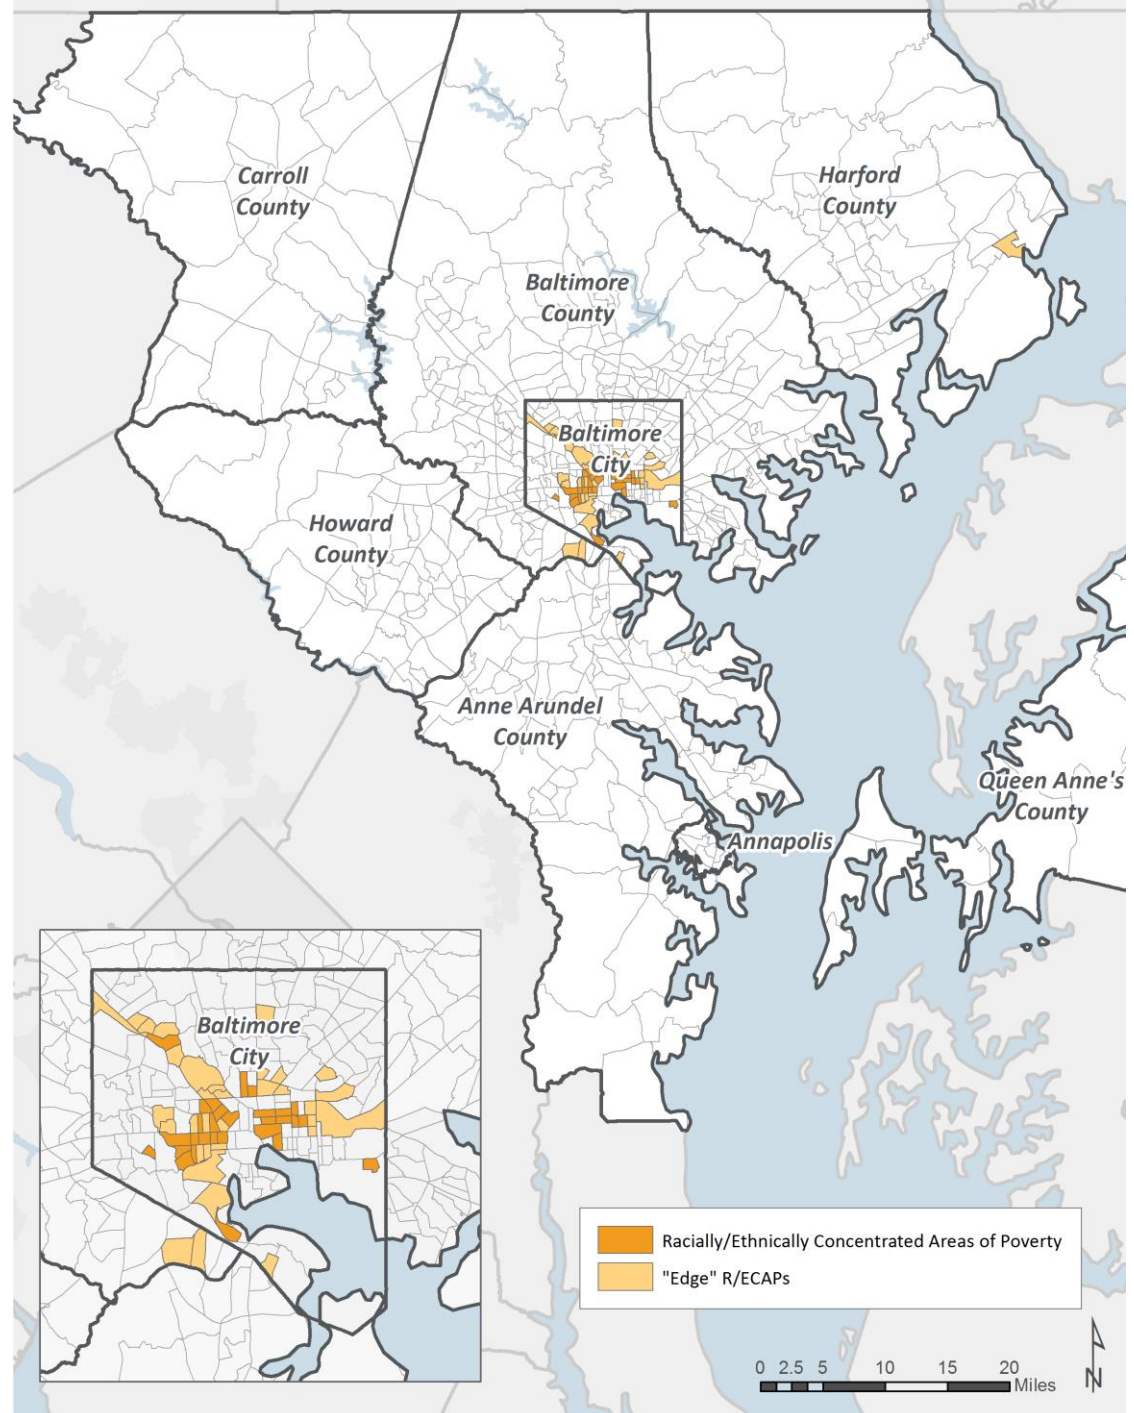 Carroll
County
Harford
County
Baltimore
County
Baltimore
City
Howard
County
Anne Arundel
County
Queen Anne's
County
Annapolis
Baltimore
City
Racially/Ethnically Concentrated Areas of Poverty
"Edge" R/ECAPs
0 2.5 5 10 15 20
Miles
N